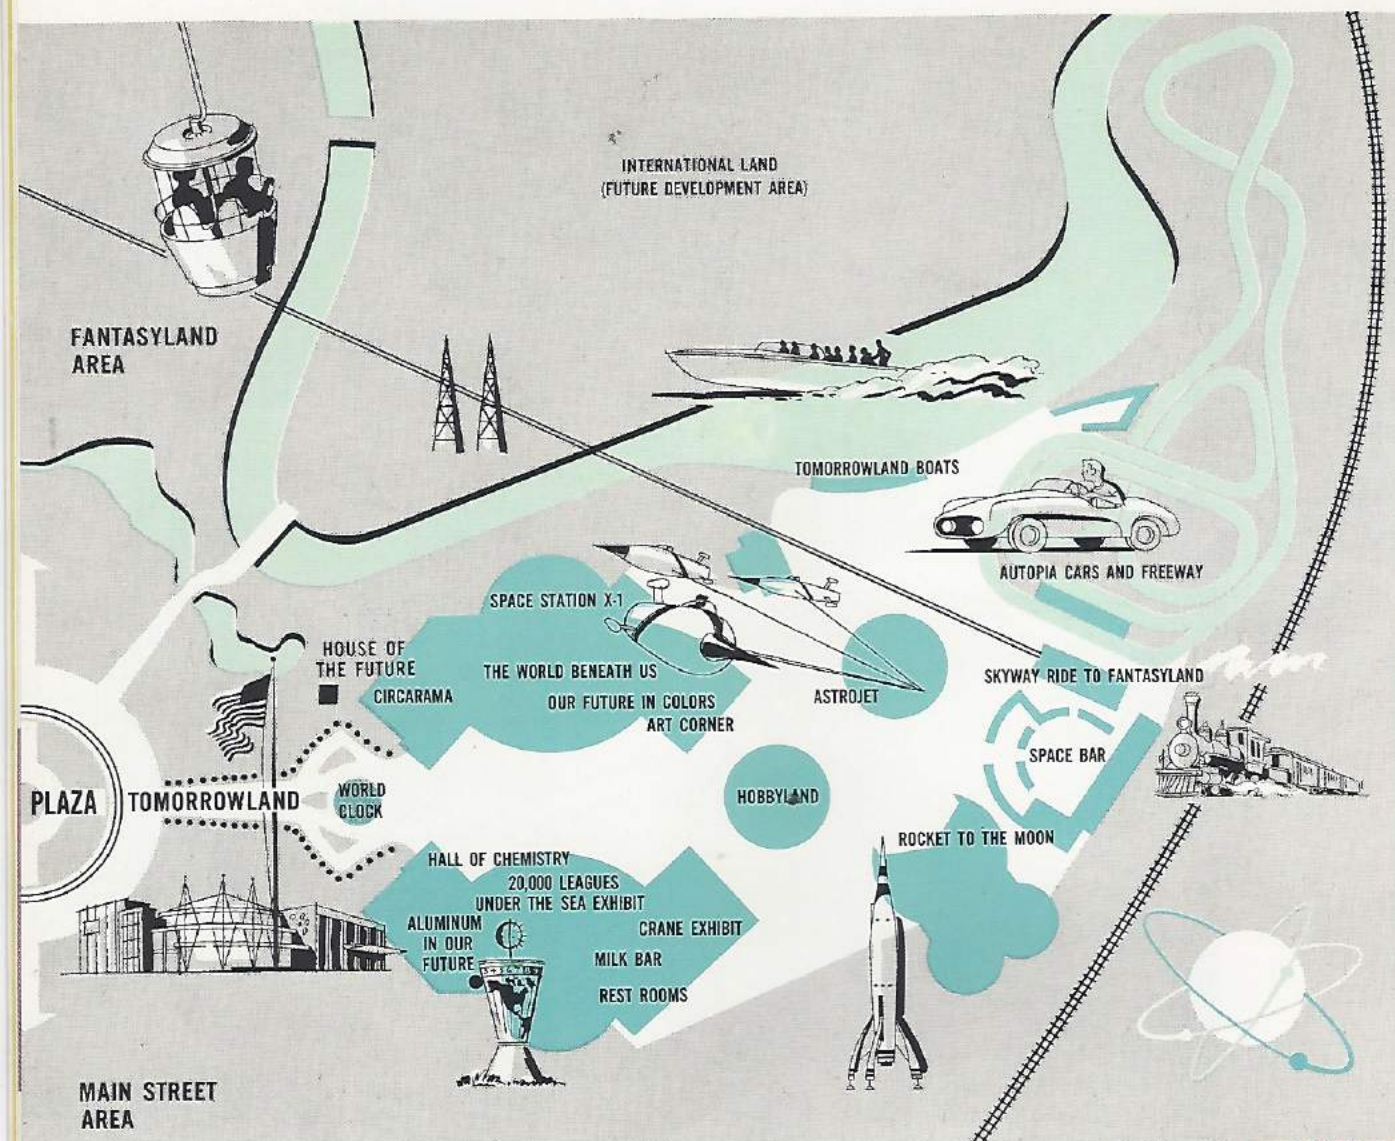 INTERNATIONAL LAND
(FUTURE DEVELOPMENT AREA)
FANTASYLAND
AREA
TOMORROWLAND BOATS
AUTOPIA CARS AND FREEWAY
SPACE STATION X-1
HOUSE OF
THE FUTURE
CIRCARAMA
THE WORLD BENEATH US
OUR FUTURE IN COLORS
ART CORNER
ASTROJET
SKYWAY RIDE TO FANTASYLAND
SPACE BAR
PLAZA
TOMORROWLAND
WORLD
CLOCK
HOBBYLAND
ROCKET TO THE MOON
HALL OF CHEMISTRY
20,000 LEAGUES
UNDER THE SEA EXHIBIT
ALUMINUM
IN OUR
FUTURE
CRANE EXHIBIT
MILK BAR
REST ROOMS
MAIN STREET
AREA